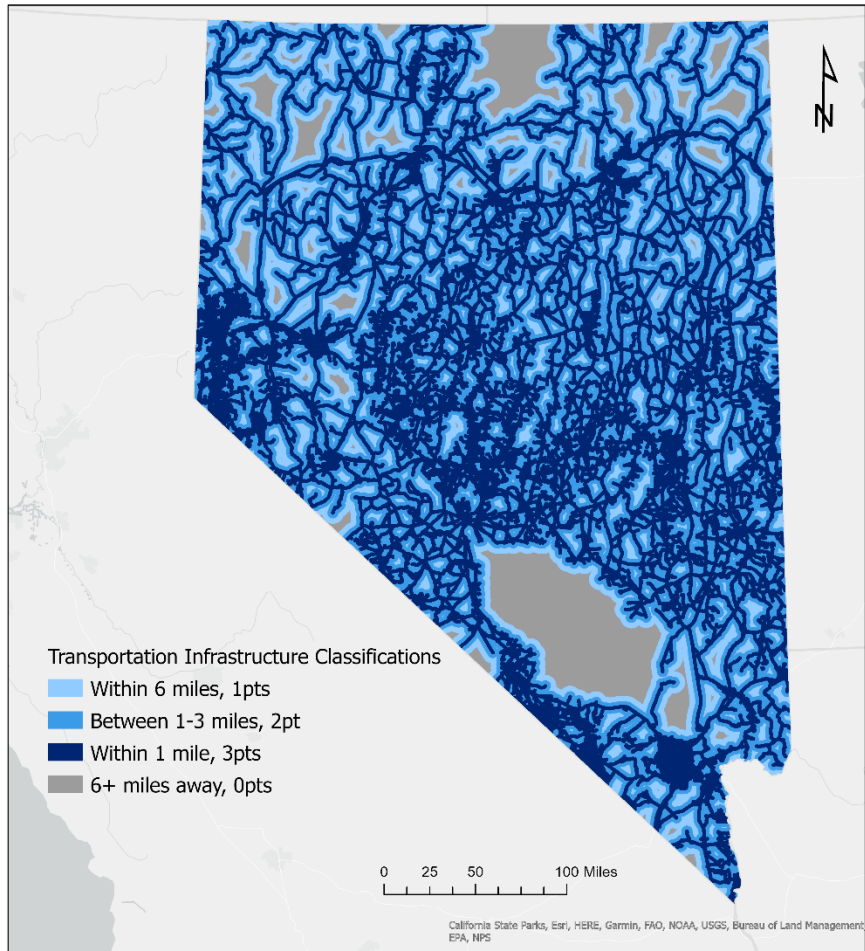 N
Transportation Infrastructure Classifications
Within 6 miles, 1pts
Between 1-3 miles, 2pt
Within 1 mile, 3pts
6+ miles away, 0pts
0 25 50 100 Miles
California State Parks, Esri, HERE, Garmin, FAO, NOAA, USGS, Bureau of Land Management,
EPA, NPS